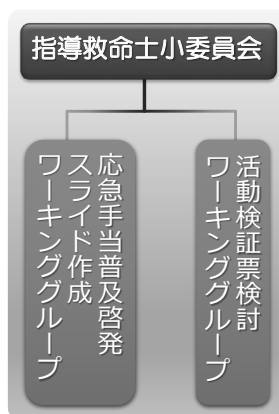 指導救命士小委員会
応急手当普及啓発
スライド作成
ワーキンググループ
活動検証票検討
ワーキンググループ